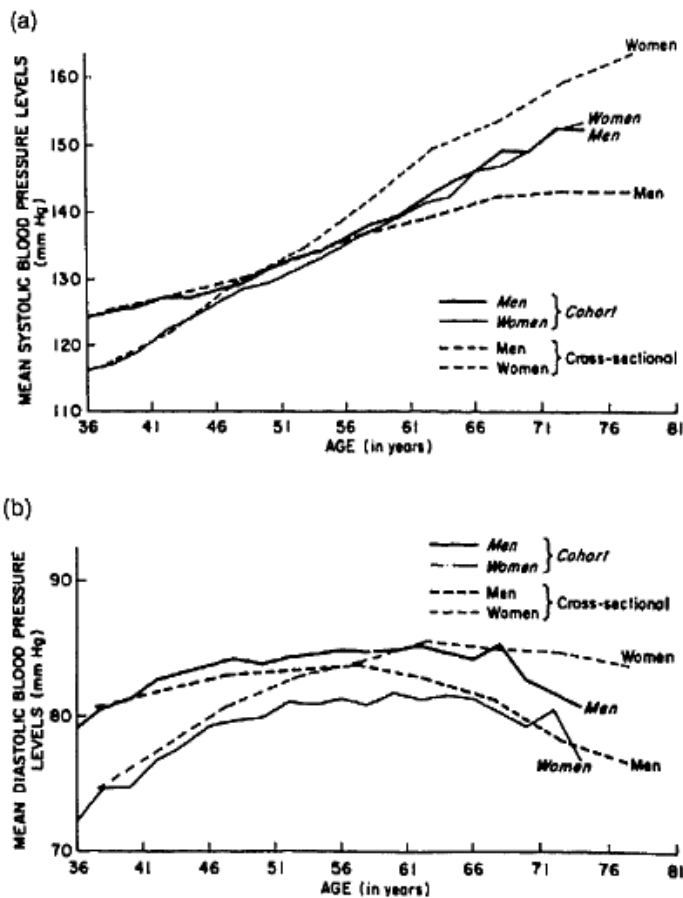 (a)
MEAN SYSTOLIC BLOOD PRESSURE LEVELS
(mm Hg)
160
150
140
130
120
110
Women
Women
Men
Men
Men
Women
Cohort
Men
Women
Cross-sectional
36 41 46 51 56 61 66 71 76 81
AGE (in years)
(b)
MEAN DIASTOLIC BLOOD PRESSURE
LEVELS (mm Hg)
90
80
70
Men
Women
Cohort
Men
Women
Cross-sectional
Women
Men
Women
Men
36 41 46 51 56 61 66 71 76 81
AGE (in years)